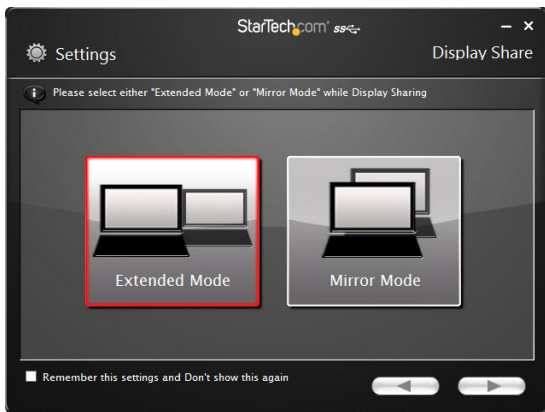 StarTech.com SS
Settings
Display Share
Please select either "Extended Mode" or "Mirror Mode" while Display Sharing
Extended Mode
Mirror Mode
Remember this settings and Don't show this again